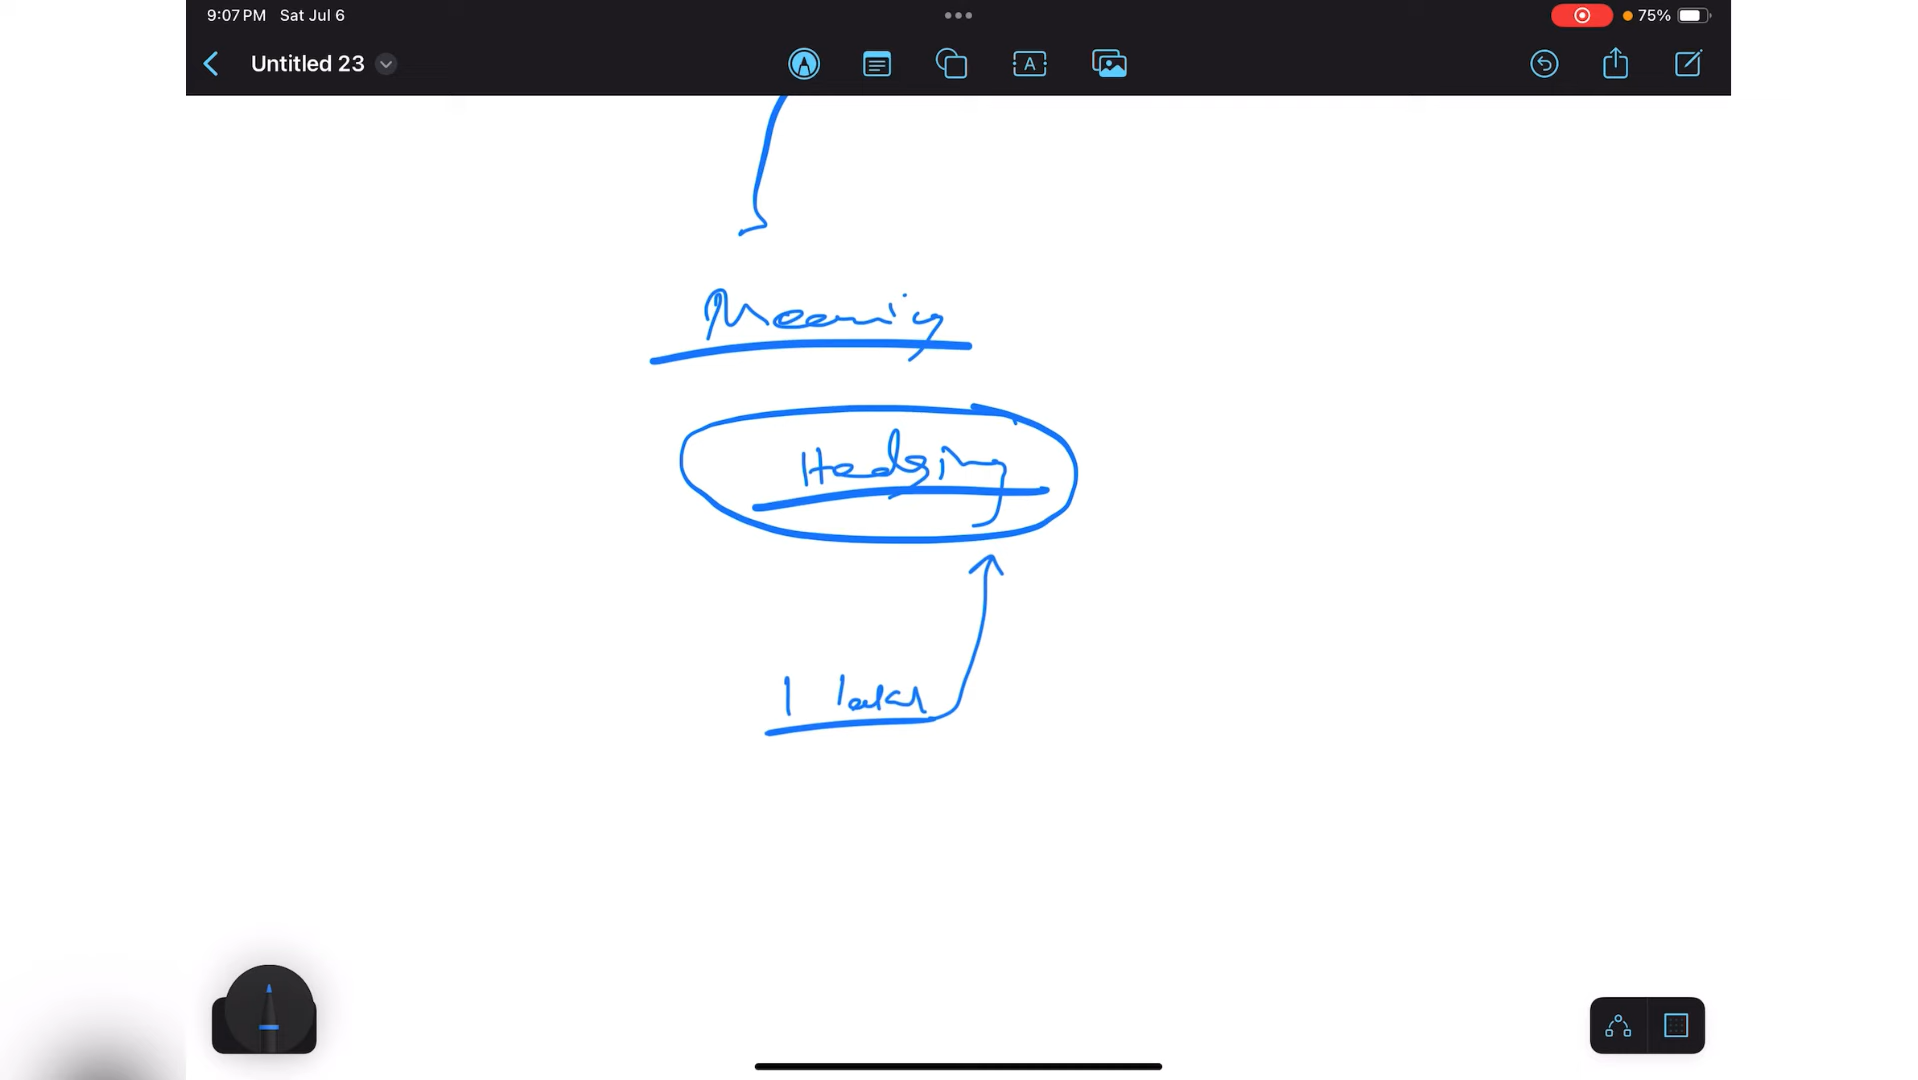 9:07 PM Sat Jul 6
75%
Untitled 23
A
Meaning
Hedging
1 lakh